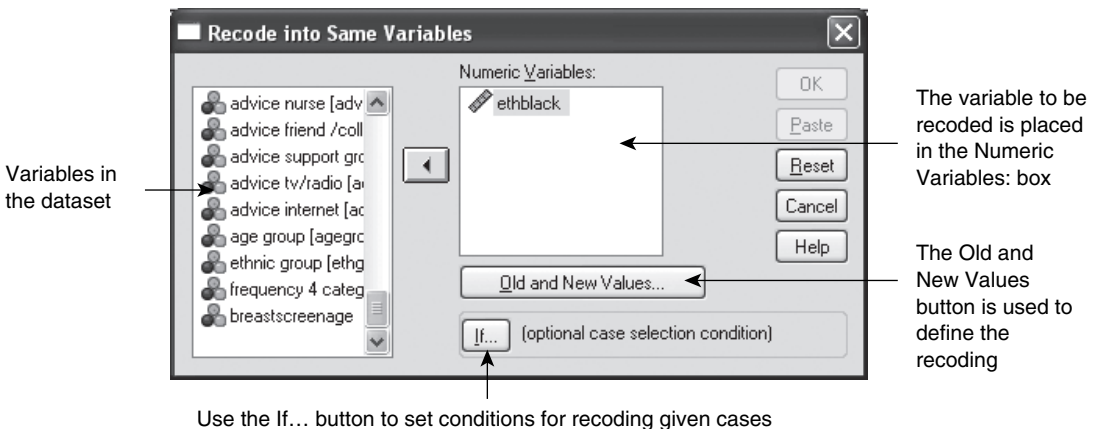 Recode into Same Variables
Variables in
the dataset
advice nurse [adv
advice friend /coll
advice support grc
advice tv/radio [a
advice internet [ac
age group [agegrc
ethnic group [ethg
frequency 4 categ
breastscreenage
Numeric Variables:
ethblack
Old and New Values...
If... (optional case selection condition)
OK
Paste
Reset
Cancel
Help
The variable to be
recoded is placed
in the Numeric
Variables: box
The Old and
New Values
button is used to
define the
recoding
Use the If… button to set conditions for recoding given cases